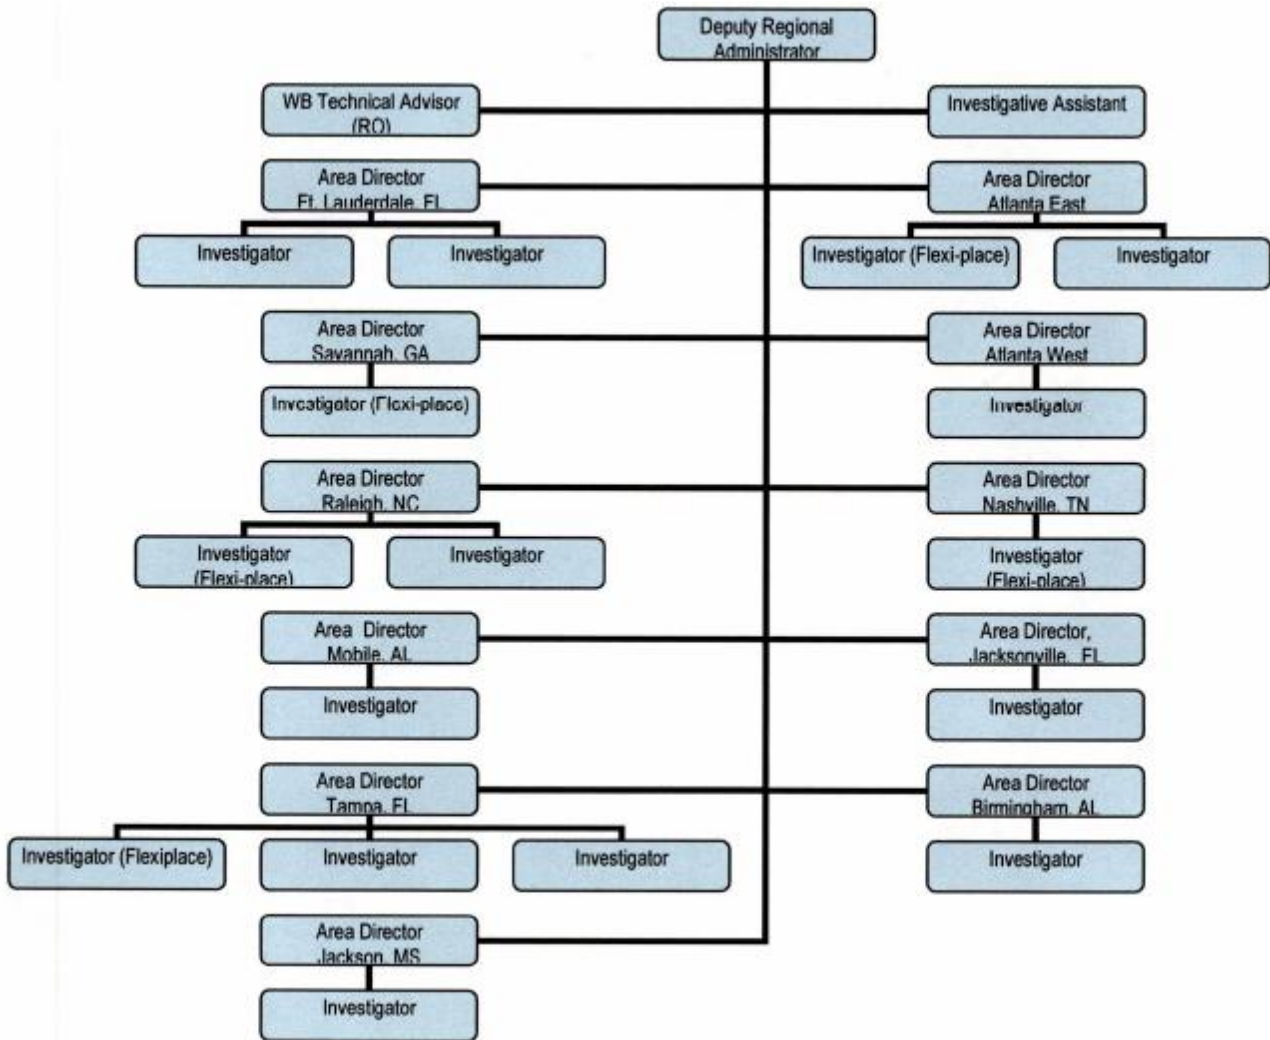 Deputy Regional
Administrator
WB Technical Advisor
(RO)
Investigative Assistant
Area Director
Ft. Lauderdale, FL
Area Director
Atlanta East
Investigator
Investigator
Investigator (Flexi-place)
Investigator
Area Director
Savannah, GA
Area Director
Atlanta West
Investigator (Flexi-place)
Investigator
Area Director
Raleigh, NC
Area Director
Nashville, TN
Investigator
(Flexi-place)
Investigator
Investigator
(Flexi-place)
Area  Director
Mobile, AL
Area Director,
Jacksonville,  FL
Investigator
Investigator
Area Director
Tampa, FL
Area Director
Birmingham, AL
Investigator (Flexiplace)
Investigator
Investigator
Investigator
Area Director
Jackson, MS
Investigator